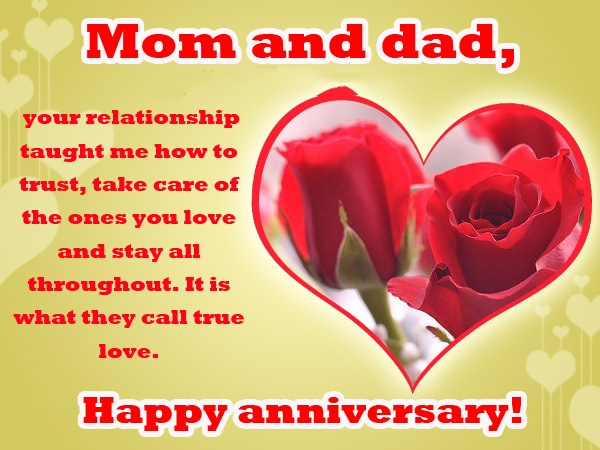 Mom and dad,
your relationship
taught me how to
trust, take care of
the ones you love
and stay all
throughout. It is
what they call true
love.
Happy anniversary!